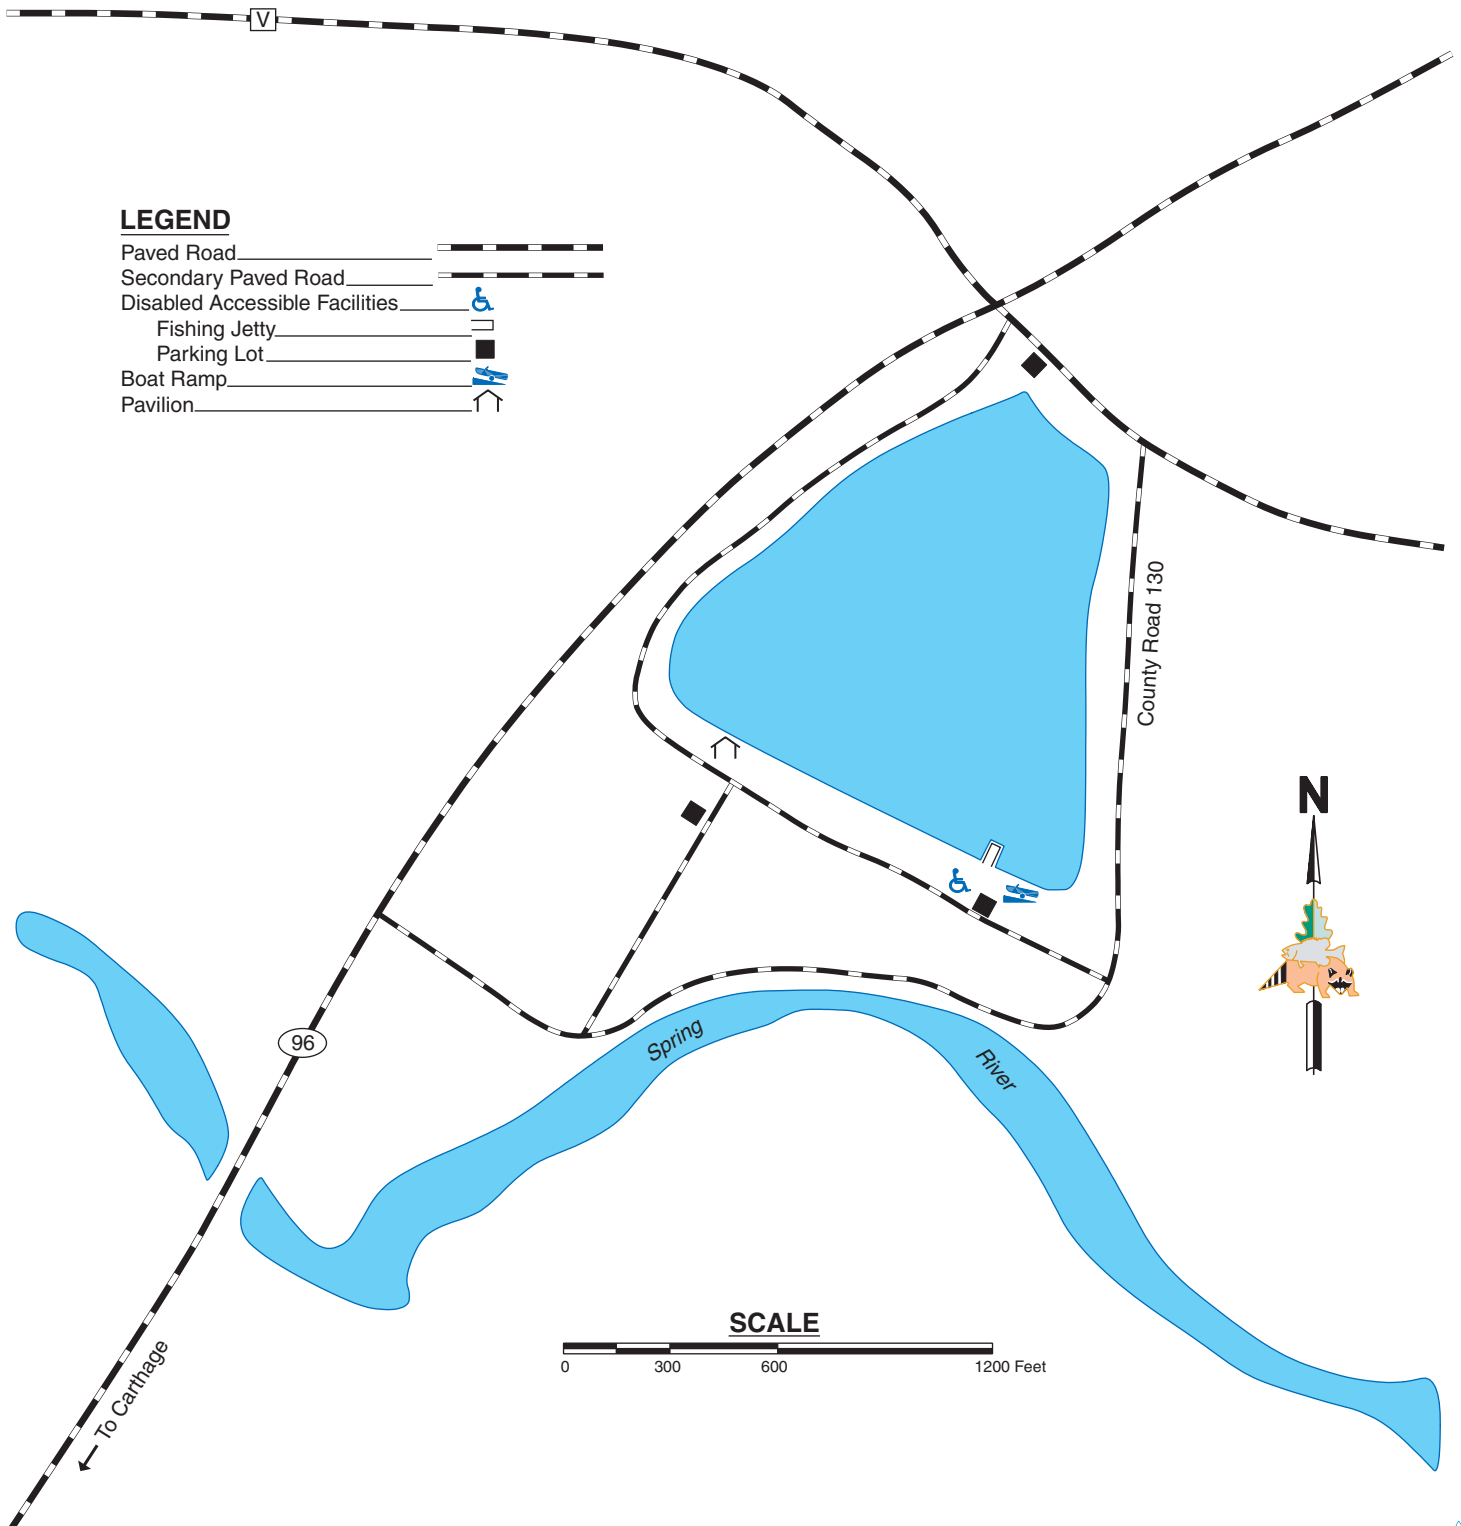 V
LEGEND
Paved Road
Secondary Paved Road
Disabled Accessible Facilities
Fishing Jetty
Parking Lot
Boat Ramp
Pavilion
County Road 130
N
96
Spring
River
SCALE
0 300 600 1200 Feet
To Carthage